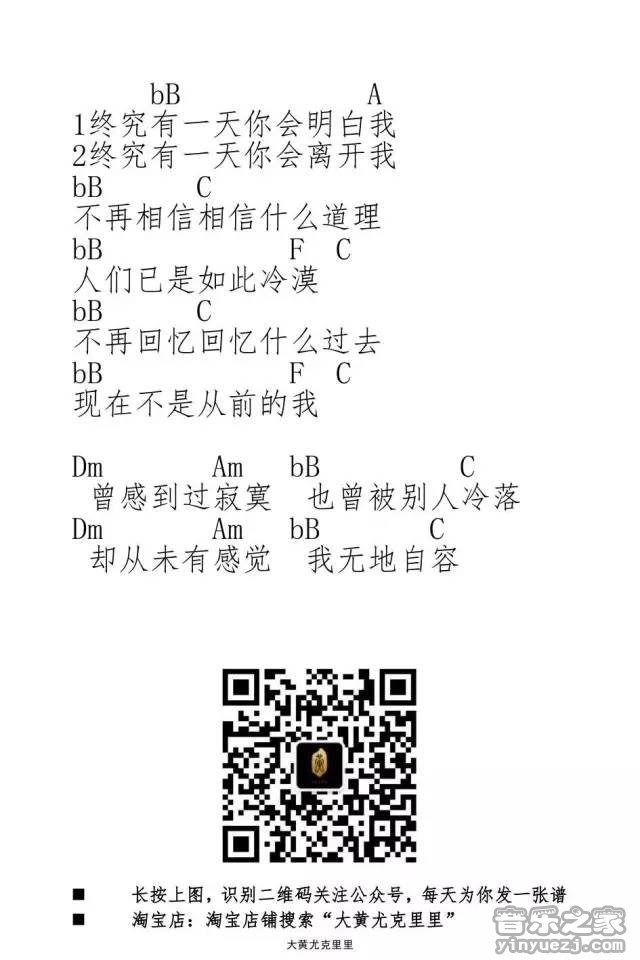 bB A
1终究有一天你会明白我
2终究有一天你会离开我
bB C
不再相信相信什么道理
bB F C
人们已是如此冷漠
bB C
不再回忆回忆什么过去
bB F C
现在不是从前的我
Dm Am bB C
曾感到过寂寞 也曾被别人冷落
Dm Am bB C
却从未有感觉 我无地自容
■ 长按上图，识别二维码关注公众号，每天为你发一张谱
■ 淘宝店：淘宝店铺搜索“大黄尤克里里”
大黄尤克里里
音乐之家
yinyuezj.com